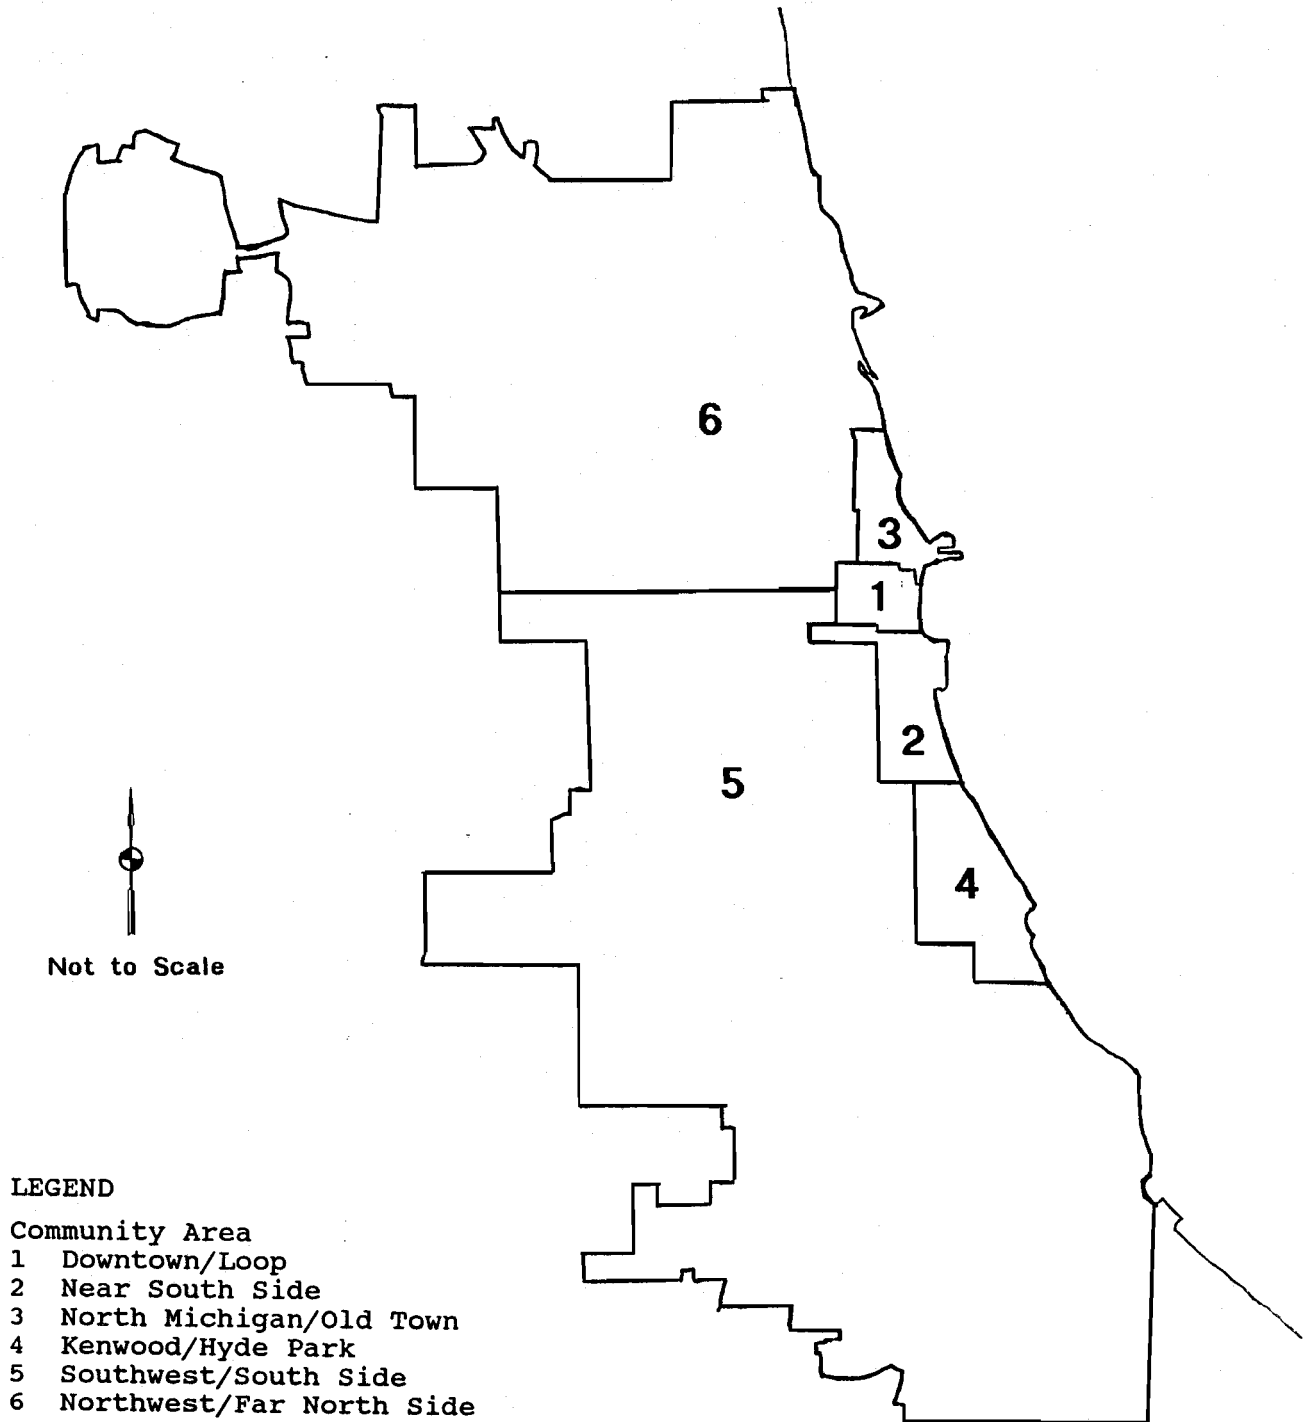 6
3
1
2
5
4
Not to Scale
LEGEND
Community Area
1 Downtown/Loop
2 Near South Side
3 North Michigan/Old Town
4 Kenwood/Hyde Park
5 Southwest/South Side
6 Northwest/Far North Side